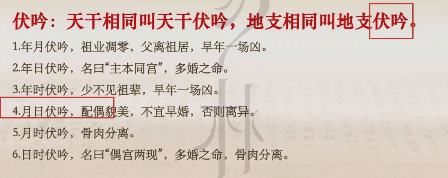 伏吟：天干相同叫天干伏吟，地支相同叫地支伏吟。
1.年月伏吟，祖业凋零，父离祖居，早年一场凶。
2.年日伏吟，名曰“主本同宫”，多婚之命。
3.年时伏吟，少不见祖辈，早年一场凶。
4.月日伏吟，配偶貌美，不宜早婚，否则离异。
5.月时伏吟，骨肉分离。
6.日时伏吟，名曰“偶宫两现”，多婚之命，骨肉分离。